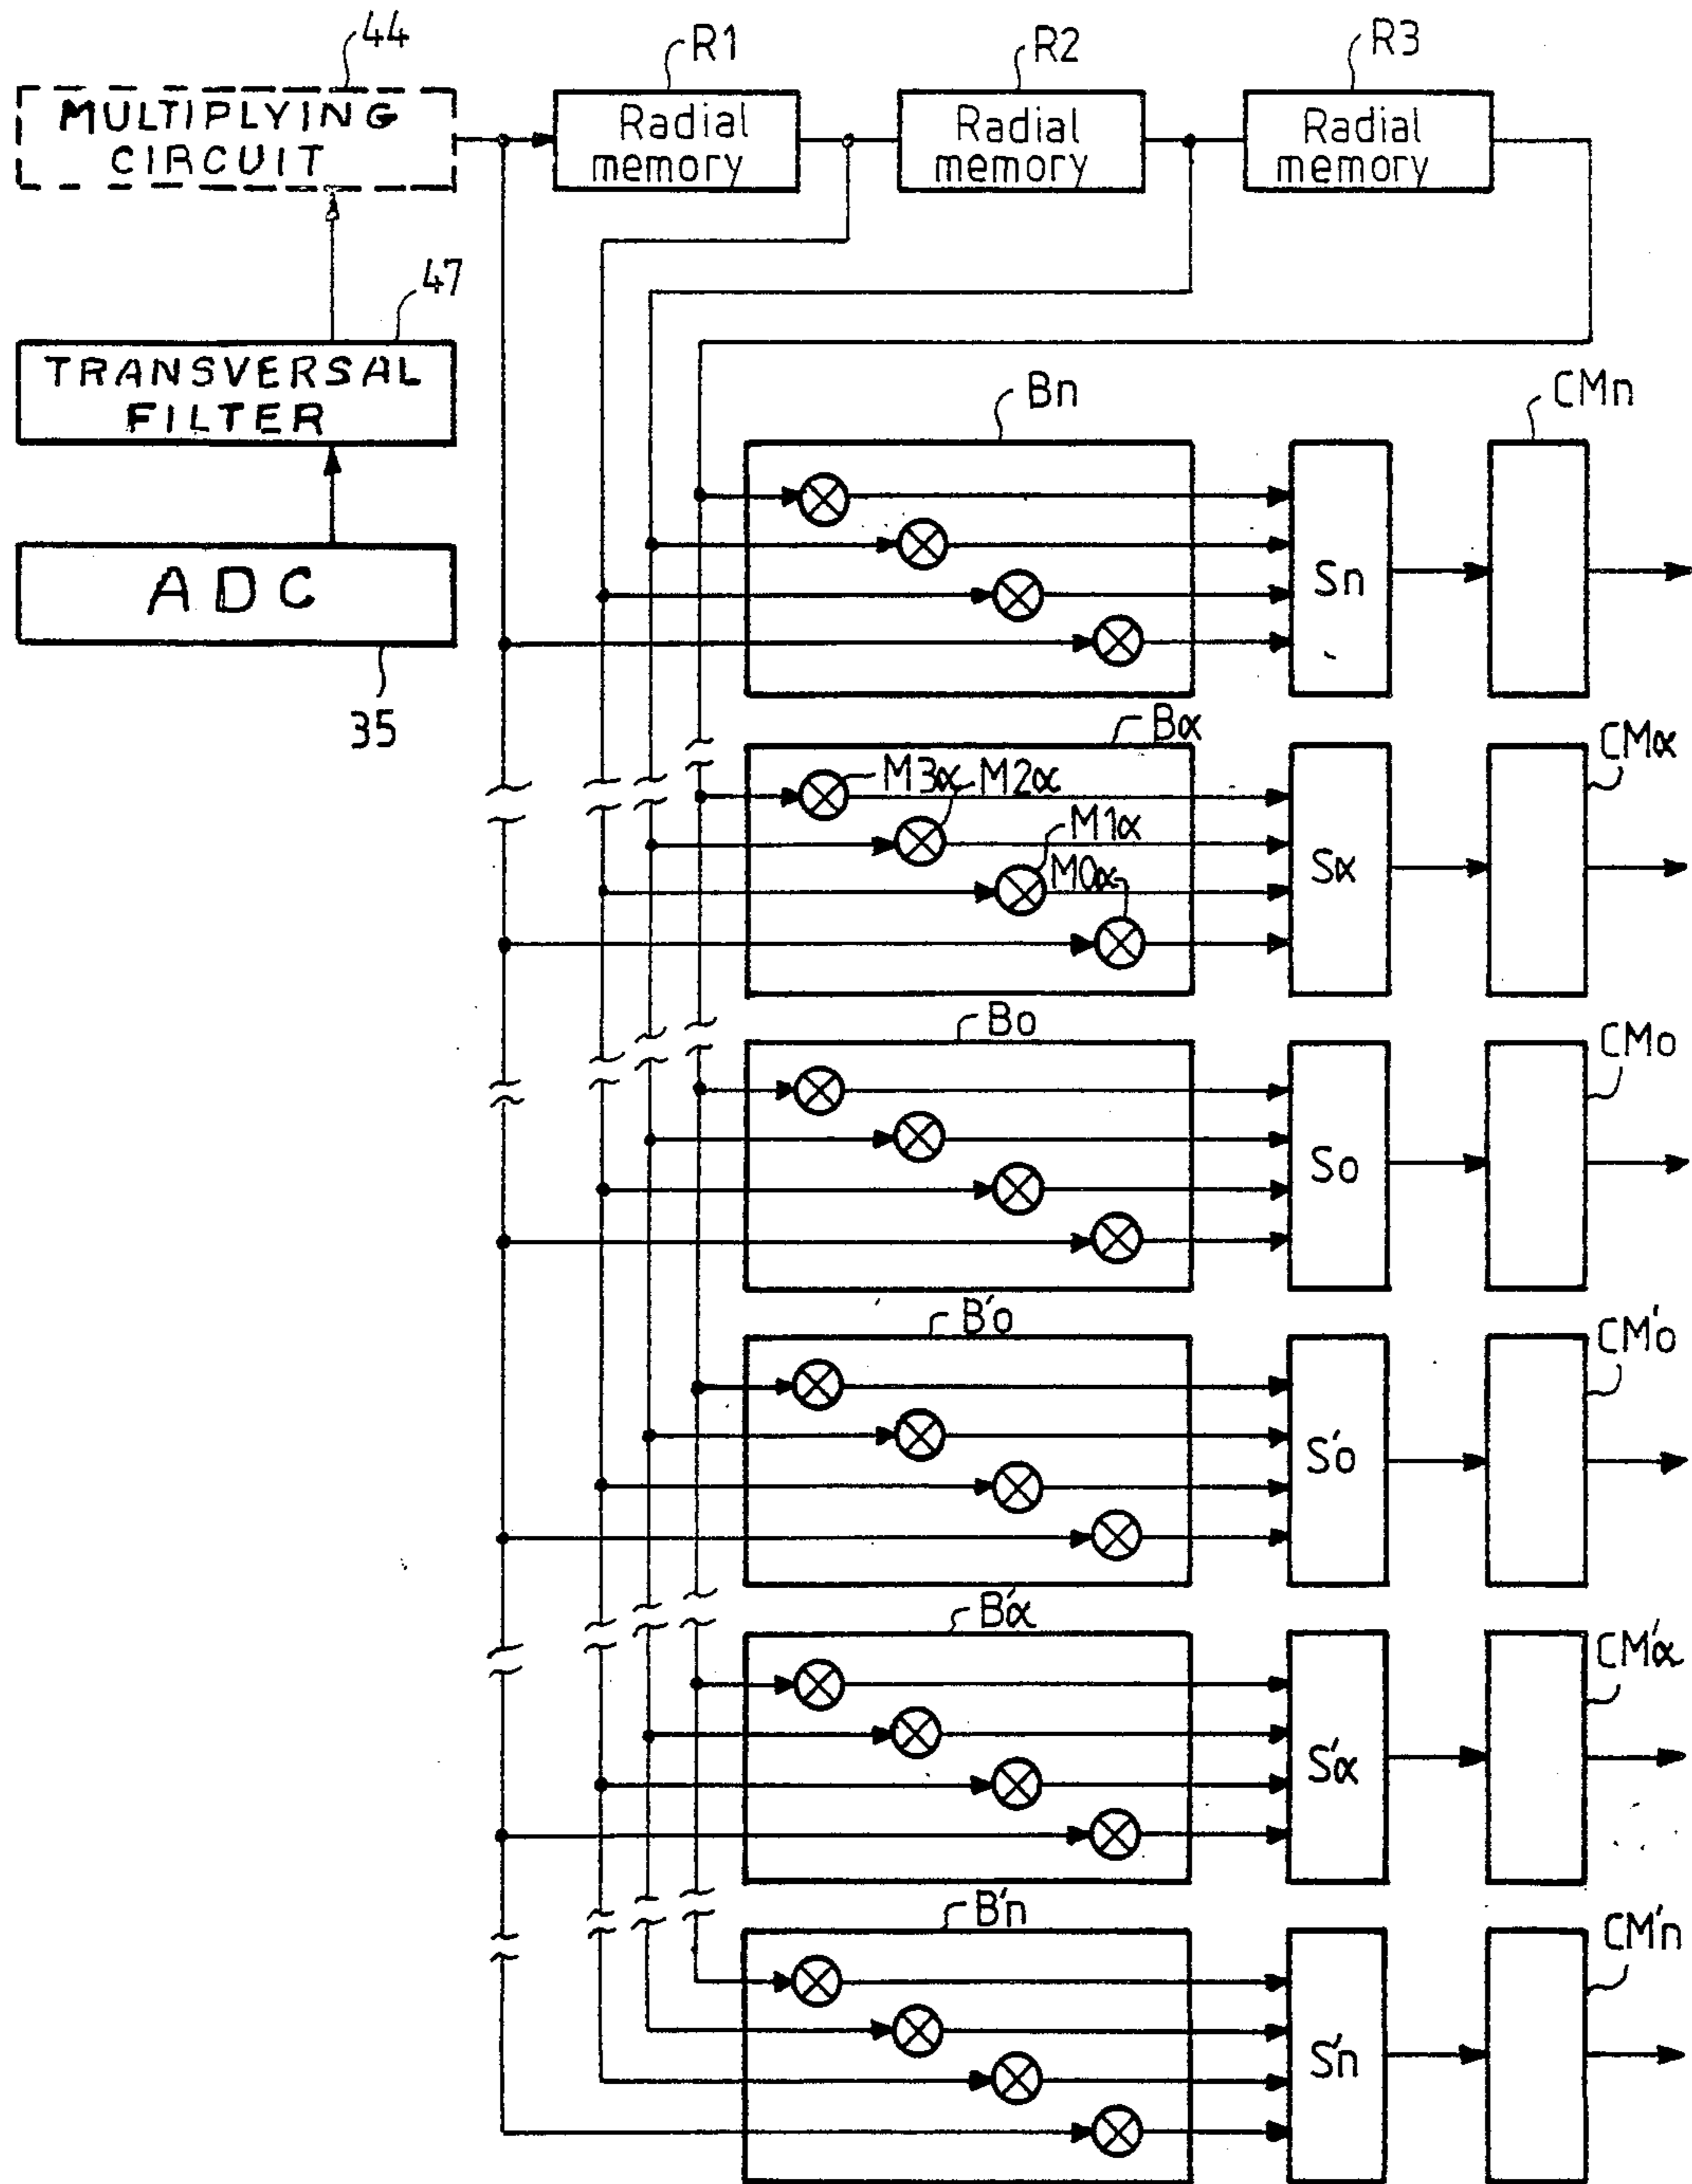 44
MULTIPLYING
CIRCUIT
R1
Radial
memory
R2
Radial
memory
R3
Radial
memory
47
TRANSVERSAL
FILTER
ADC
35
Bn
Sn
CMn
Bα
M3α
M2α
M1α
M0α
Sα
CMα
Bo
So
CMo
B'o
S'o
CM'o
B'α
S'α
CM'α
B'n
S'n
CM'n